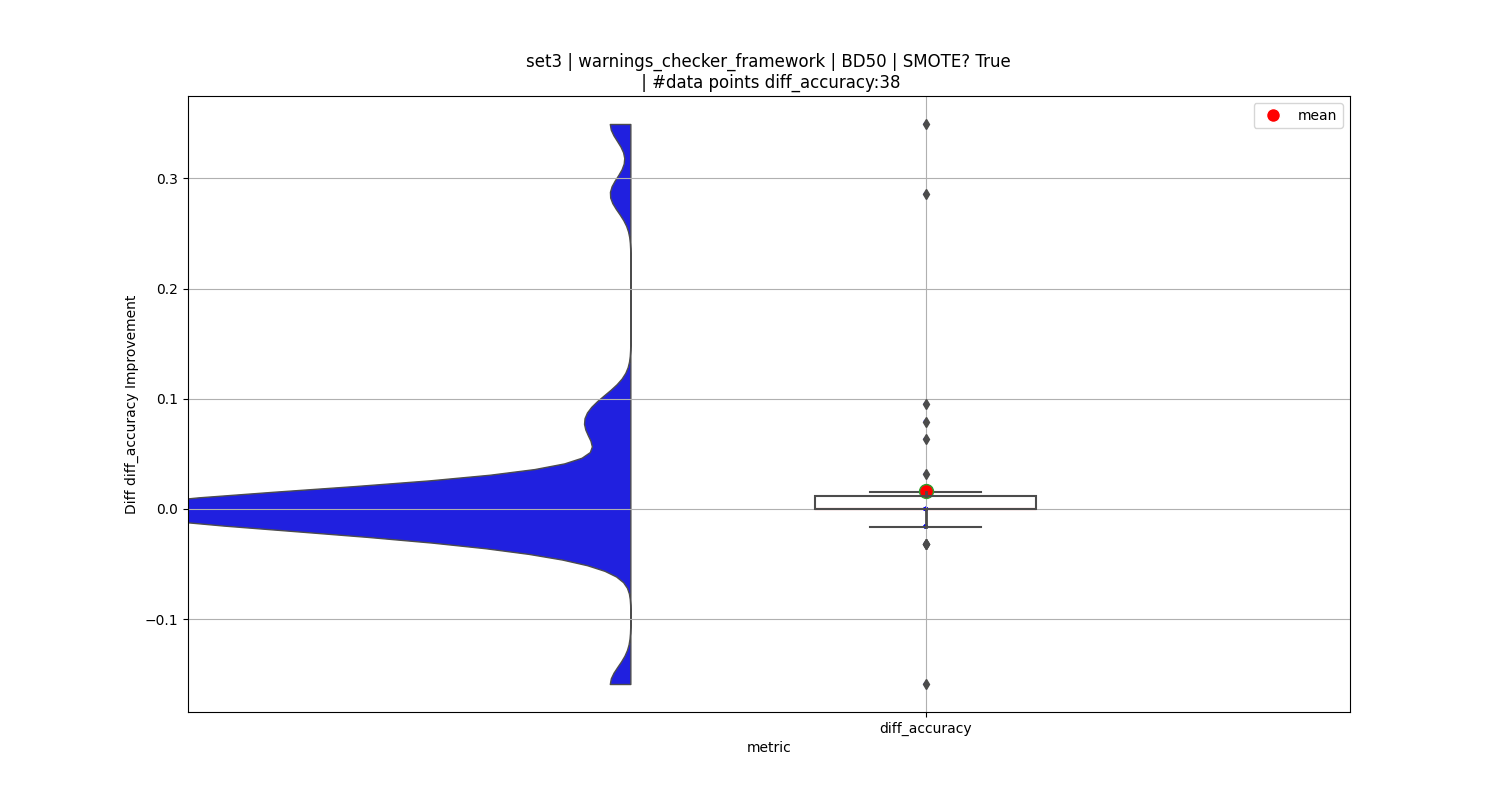 set3 | warnings_checker_framework | BD50 | SMOTE? True
| #data points diff_accuracy:38
mean
0.3
0.2
0.1
0.0
−0.1
Diff diff_accuracy Improvement
diff_accuracy
metric